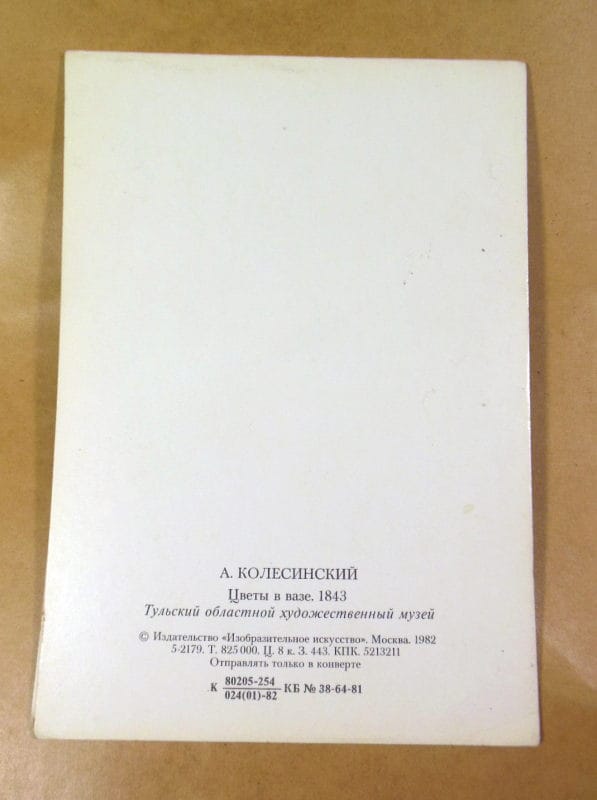 А. КОЛЕСИНСКИЙ
Цветы в вазе. 1843
Тульский областной художественный музей
© Издательство «Изобразительное искусство». Москва. 1982
5-2179. Т. 825 000. Ц. 8 к. З. 443. КПК. 5213211
Отправлять только в конверте
К 80205-254 КБ № 38-64-81
024(01)-82